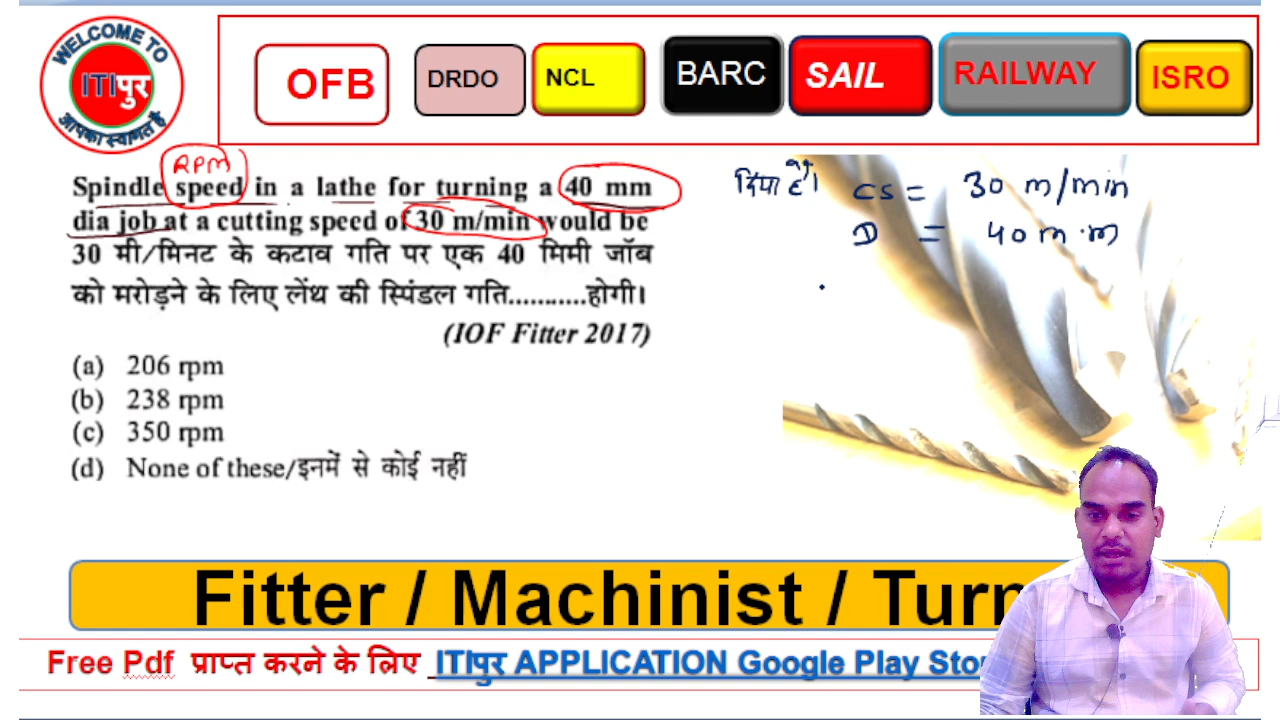 WELCOME TO
ITIपुर
आपका स्वागत है
OFB
DRDO
NCL
BARC
SAIL
RAILWAY
ISRO
RPM
Spindle speed in a lathe for turning a 40 mm
dia job at a cutting speed of 30 m/min would be
30 मी/मिनट के कटाव गति पर एक 40 मिमी जॉब
को मरोड़ने के लिए लेंथ की स्पिंडल गति...........होगी।
(IOF Fitter 2017)
(a) 206 rpm
(b) 238 rpm
(c) 350 rpm
(d) None of these/इनमें से कोई नहीं
CS = 30 m/min
D = 40 m.m
Fitter / Machinist /
Free Pdf प्राप्त करने के लिए ITIपुर APPLICATION Google Play